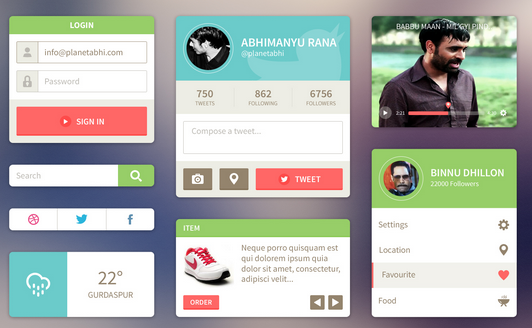 LOGIN
info@planetabhi.com
Password
SIGN IN
Search
22°
GURDASPUR
ABHIMANYU RANA
@planetabhi
750
TWEETS
862
FOLLOWING
6756
FOLLOWERS
Compose a tweet...
TWEET
ITEM
Neque porro quisquam est
qui dolorem ipsum quia
dolor sit amet, consectetur,
adipisci velit...
ORDER
BABBU MAAN - MIL GYI PIND
2:21
BINNU DHILLON
22000 Followers
Settings
Location
Favourite
Food